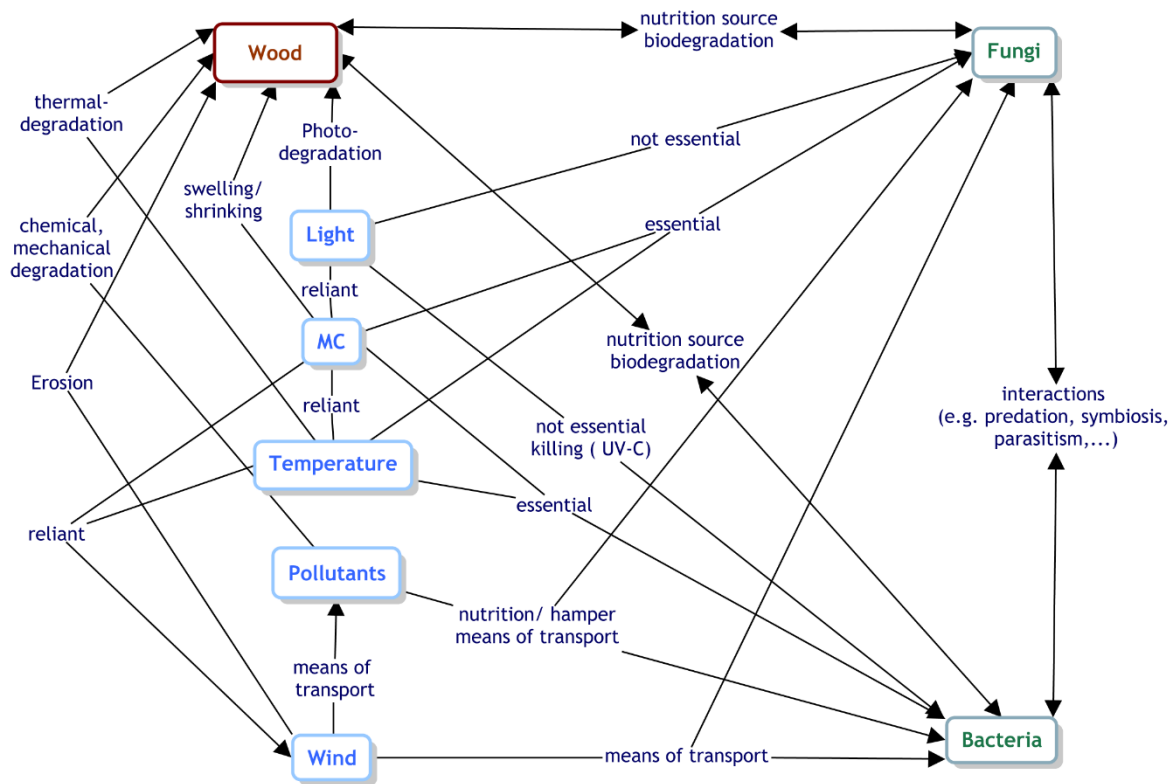 nutrition source
biodegradation
Wood
Fungi
thermal-
degradation
Photo-
degradation
not essential
swelling/
shrinking
chemical,
mechanical
degradation
Light
essential
reliant
MC
nutrition source
biodegradation
Erosion
reliant
interactions
(e.g. predation, symbiosis,
parasitism,...)
not essential
killing ( UV-C)
Temperature
essential
reliant
Pollutants
nutrition/ hamper
means of transport
means of
transport
Wind
means of transport
Bacteria